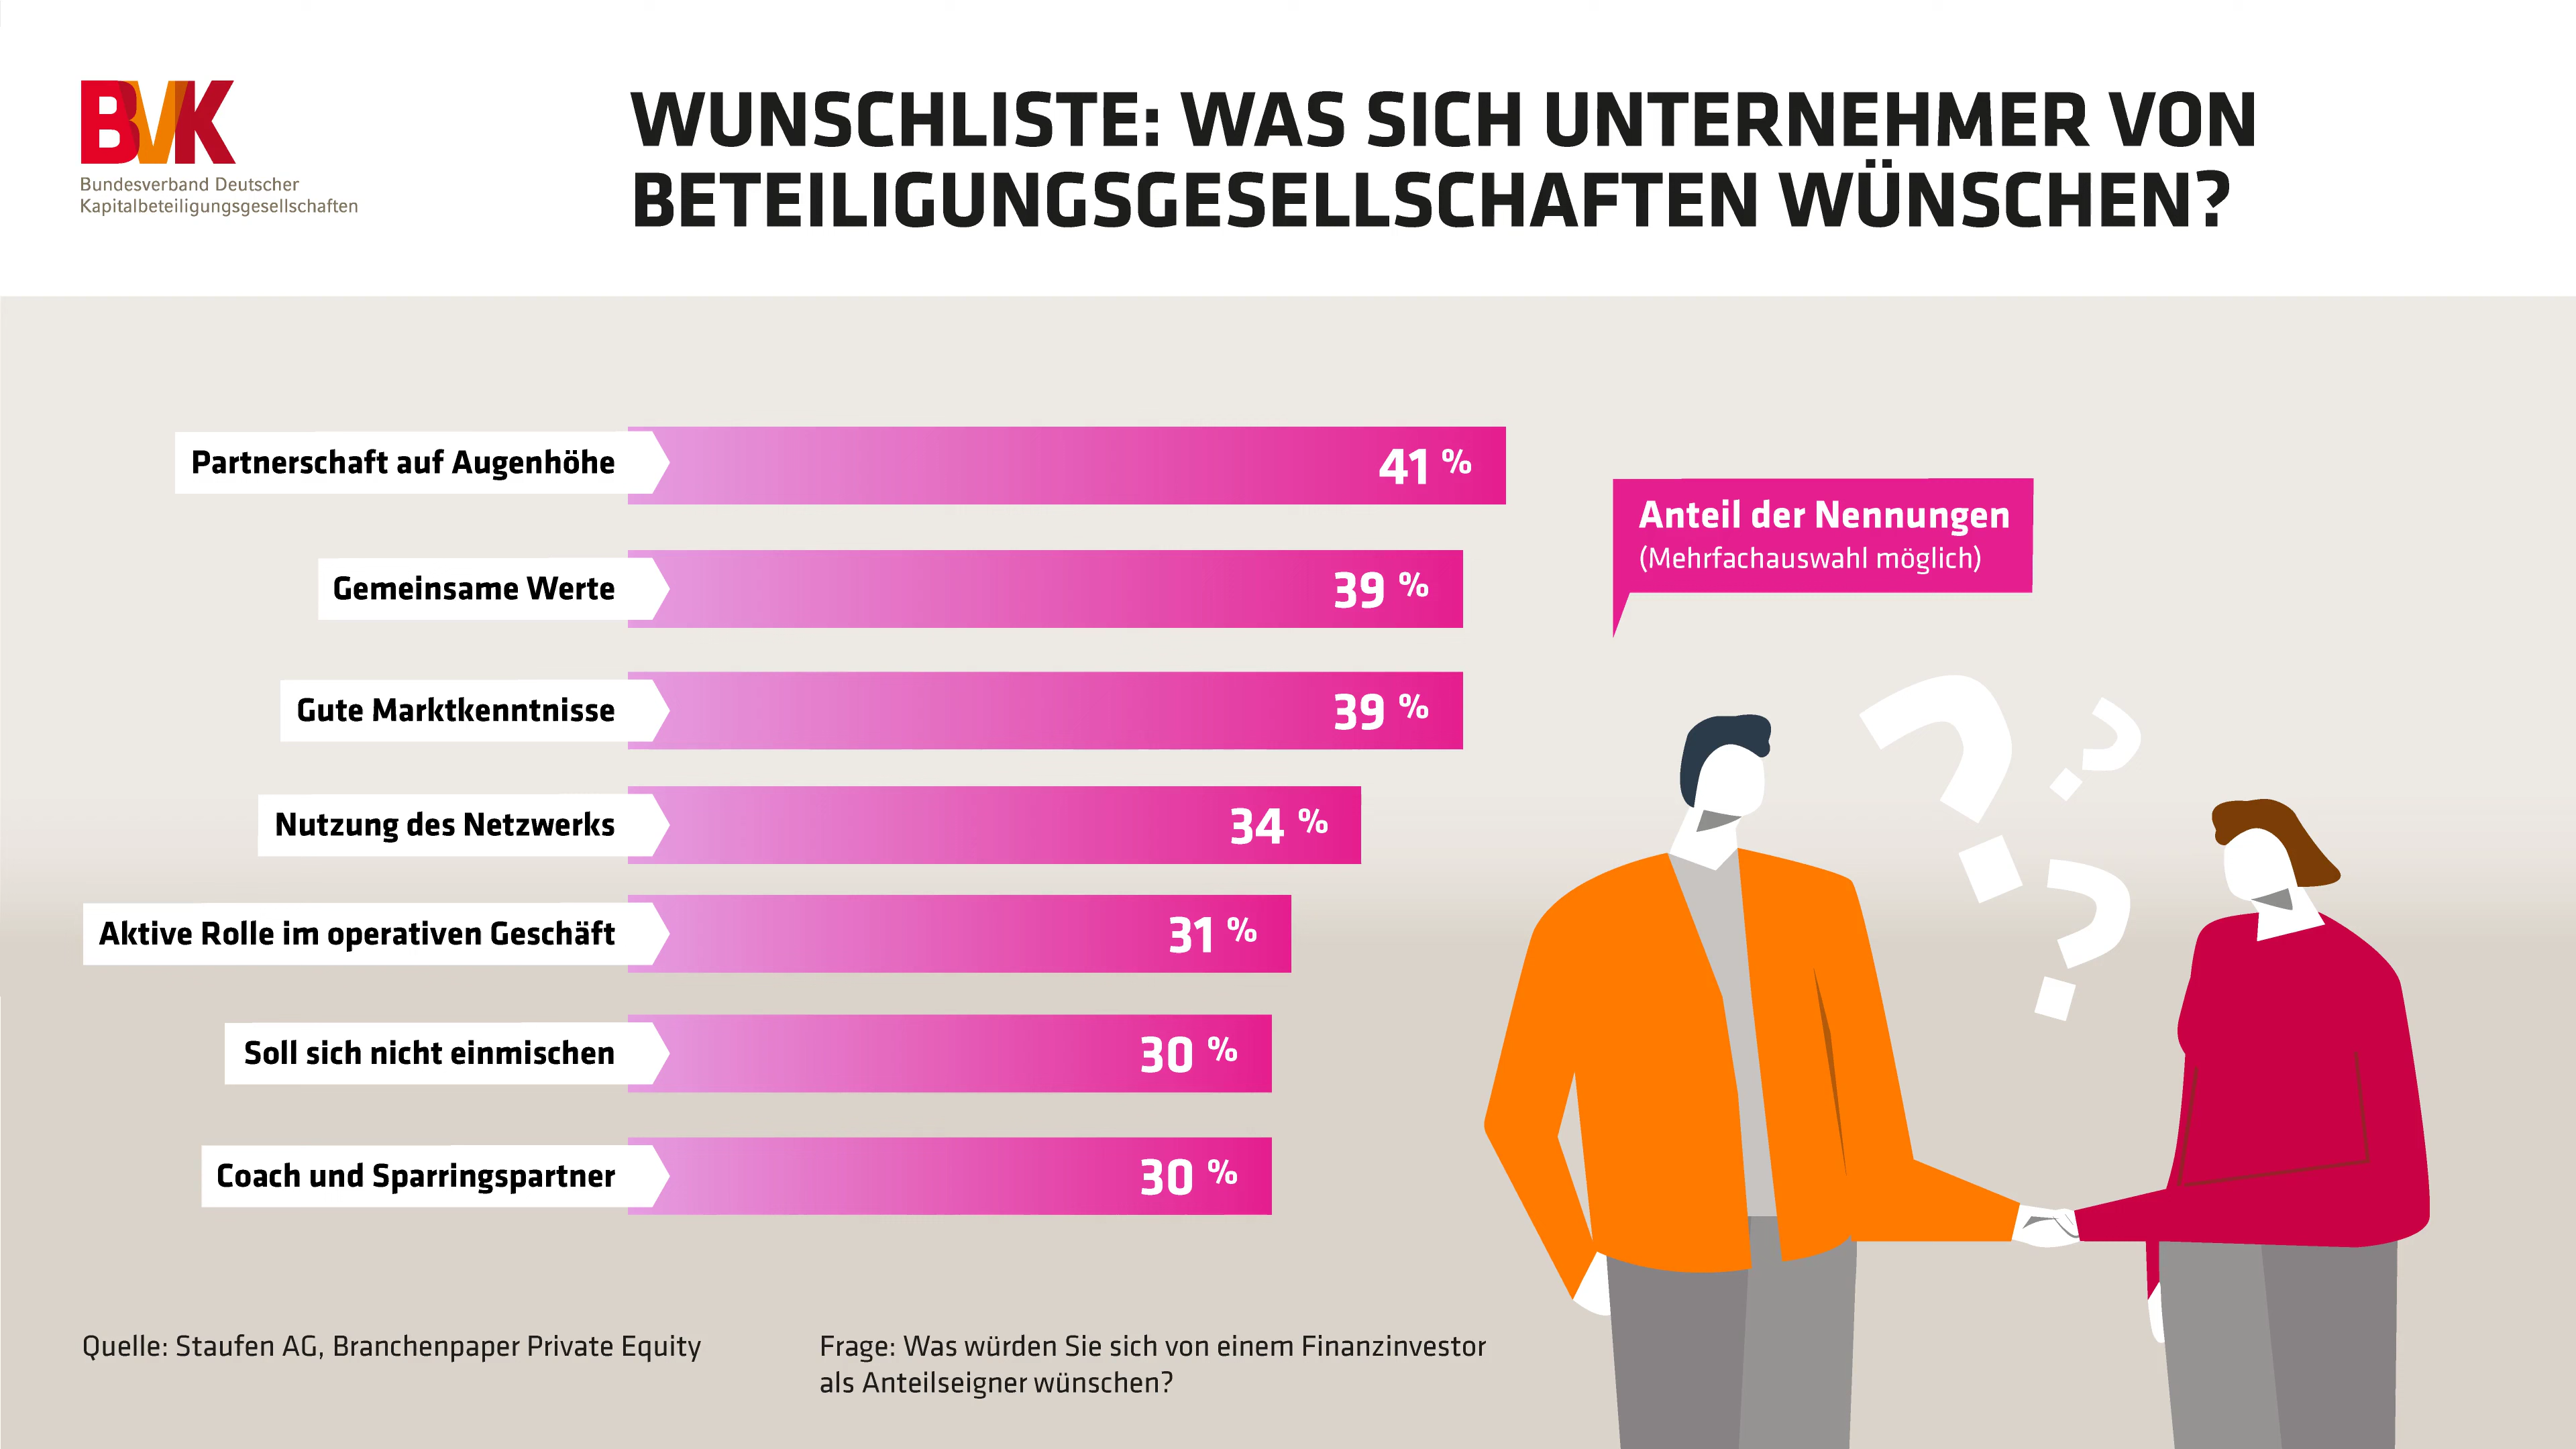 BVK
Bundesverband Deutscher
Kapitalbeteiligungsgesellschaften
WUNSCHLISTE: WAS SICH UNTERNEHMER VON
BETEILIGUNGSGESELLSCHAFTEN WÜNSCHEN?
Partnerschaft auf Augenhöhe 41 %
Anteil der Nennungen
(Mehrfachauswahl möglich)
Gemeinsame Werte 39 %
Gute Marktkenntnisse 39 %
Nutzung des Netzwerks 34 %
Aktive Rolle im operativen Geschäft 31 %
Soll sich nicht einmischen 30 %
Coach und Sparringspartner 30 %
? ? ?
Quelle: Staufen AG, Branchenpaper Private Equity
Frage: Was würden Sie sich von einem Finanzinvestor
als Anteilseigner wünschen?